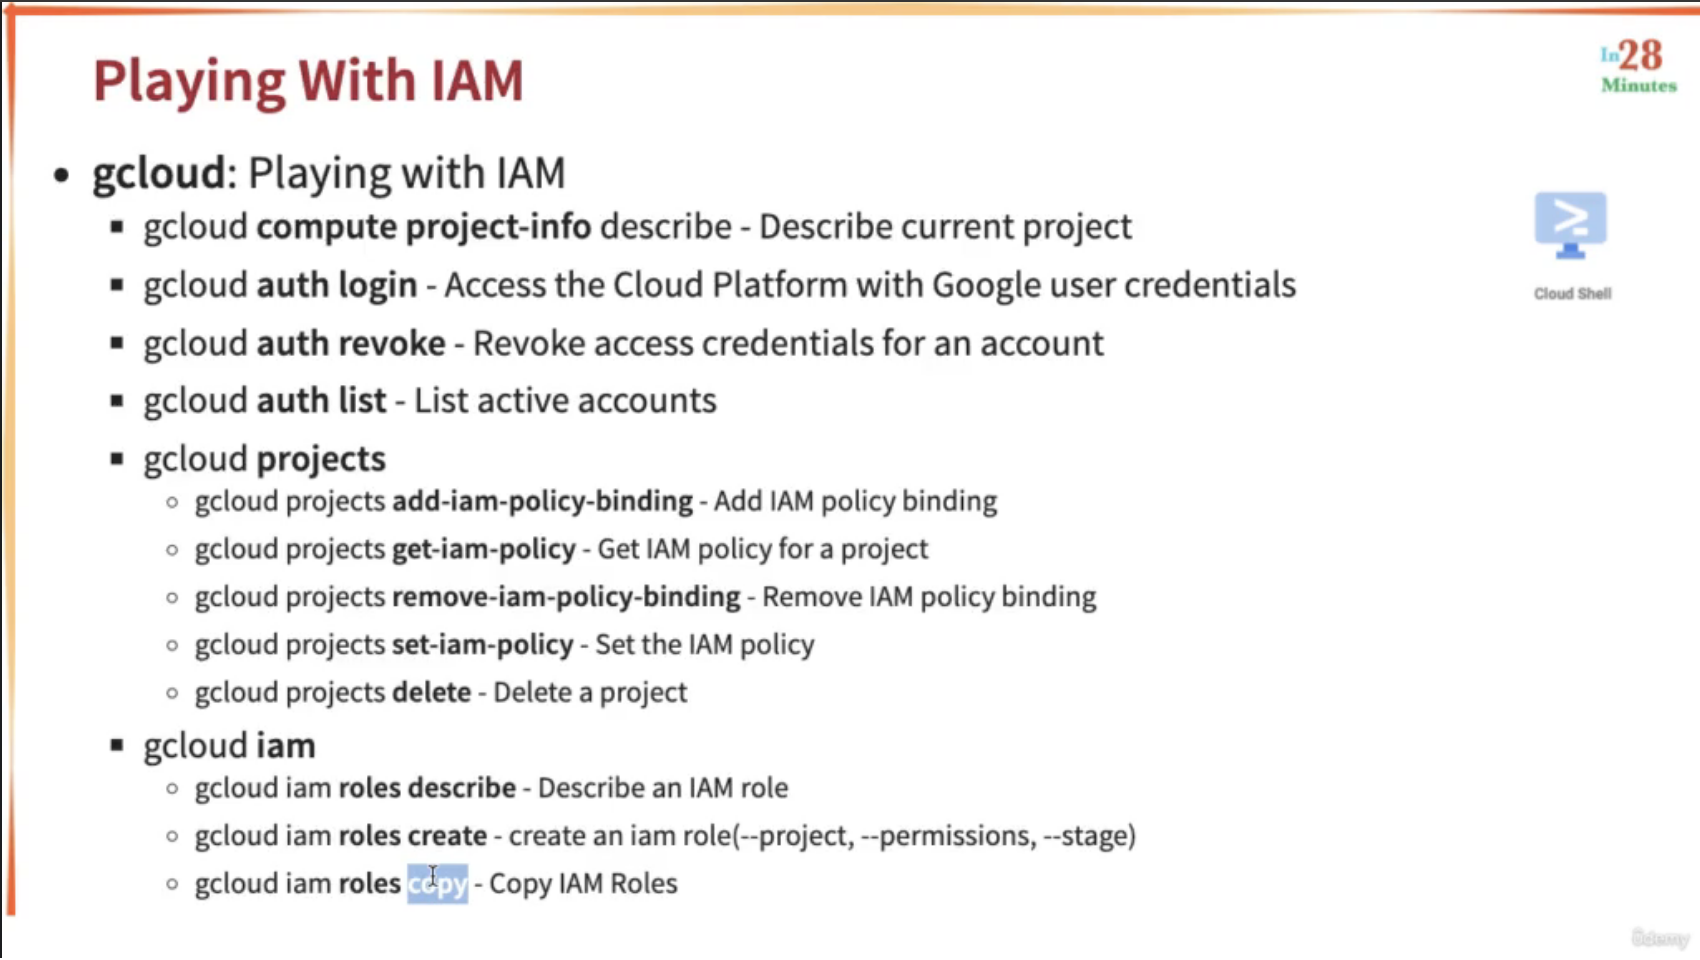 Playing With IAM
In28
Minutes
• gcloud: Playing with IAM
▪ gcloud compute project-info describe - Describe current project
▪ gcloud auth login - Access the Cloud Platform with Google user credentials
Cloud Shell
▪ gcloud auth revoke - Revoke access credentials for an account
▪ gcloud auth list - List active accounts
▪ gcloud projects
○ gcloud projects add-iam-policy-binding - Add IAM policy binding
○ gcloud projects get-iam-policy - Get IAM policy for a project
○ gcloud projects remove-iam-policy-binding - Remove IAM policy binding
○ gcloud projects set-iam-policy - Set the IAM policy
○ gcloud projects delete - Delete a project
▪ gcloud iam
○ gcloud iam roles describe - Describe an IAM role
○ gcloud iam roles create - create an iam role(--project, --permissions, --stage)
○ gcloud iam roles copy - Copy IAM Roles
ûdemy